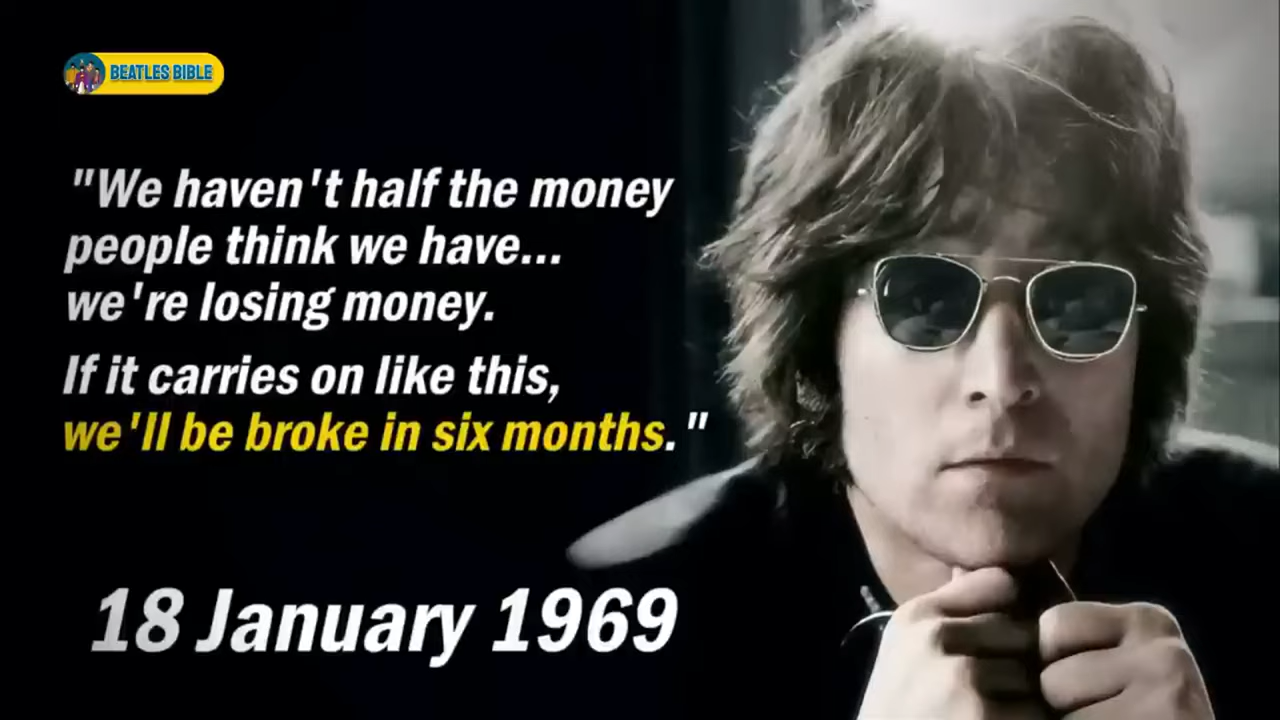 BEATLES BIBLE
"We haven't half the money
people think we have...
we're losing money.
If it carries on like this,
we'll be broke in six months."
18 January 1969